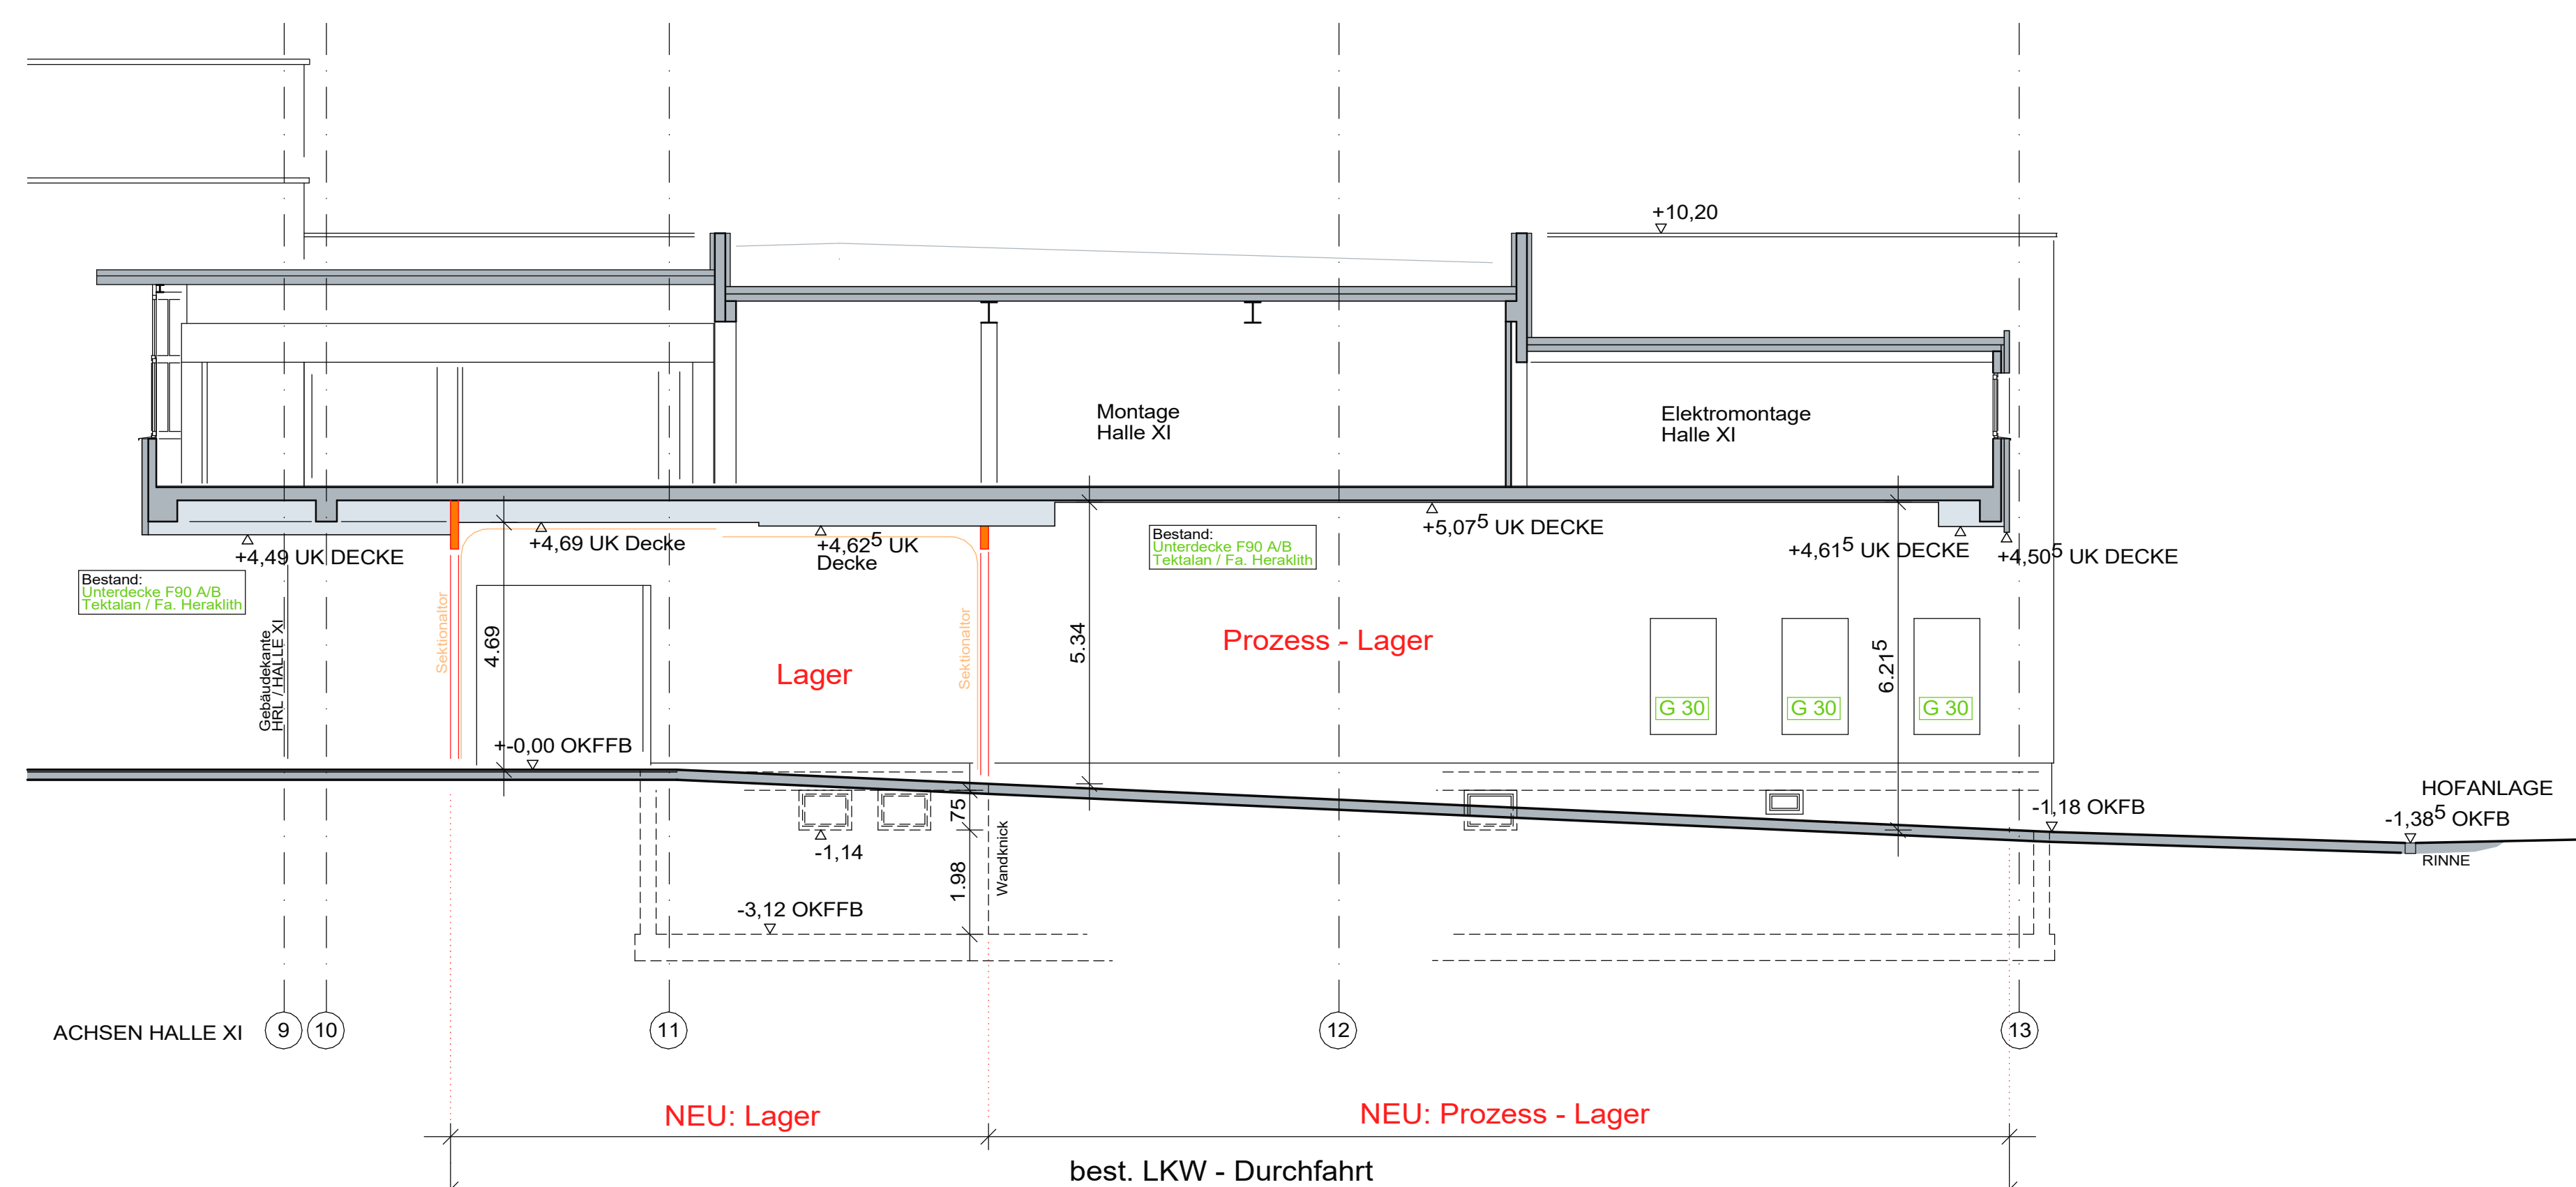 +10,20
Montage
Halle XI
Elektromontage
Halle XI
+4,49 UK DECKE
+4,69 UK Decke
+4,62⁵ UK
Decke
+5,07⁵ UK DECKE
+4,61⁵ UK DECKE
+4,50⁵ UK DECKE
Bestand:
Unterdecke F90 A/B
Tektalan / Fa. Heraklith
Bestand:
Unterdecke F90 A/B
Tektalan / Fa. Heraklith
Gebäudekante
HRL / HALLE XI
Sektionaltor
4.69
Lager
Sektionaltor
5.34
Prozess - Lager
6.21⁵
G 30
G 30
G 30
+-0,00 OKFFB
75
1.98
Wandknick
-1,14
-3,12 OKFFB
-1,18 OKFB
HOFANLAGE
-1,38⁵ OKFB
RINNE
ACHSEN HALLE XI
9
10
11
12
13
NEU: Lager
NEU: Prozess - Lager
best. LKW - Durchfahrt